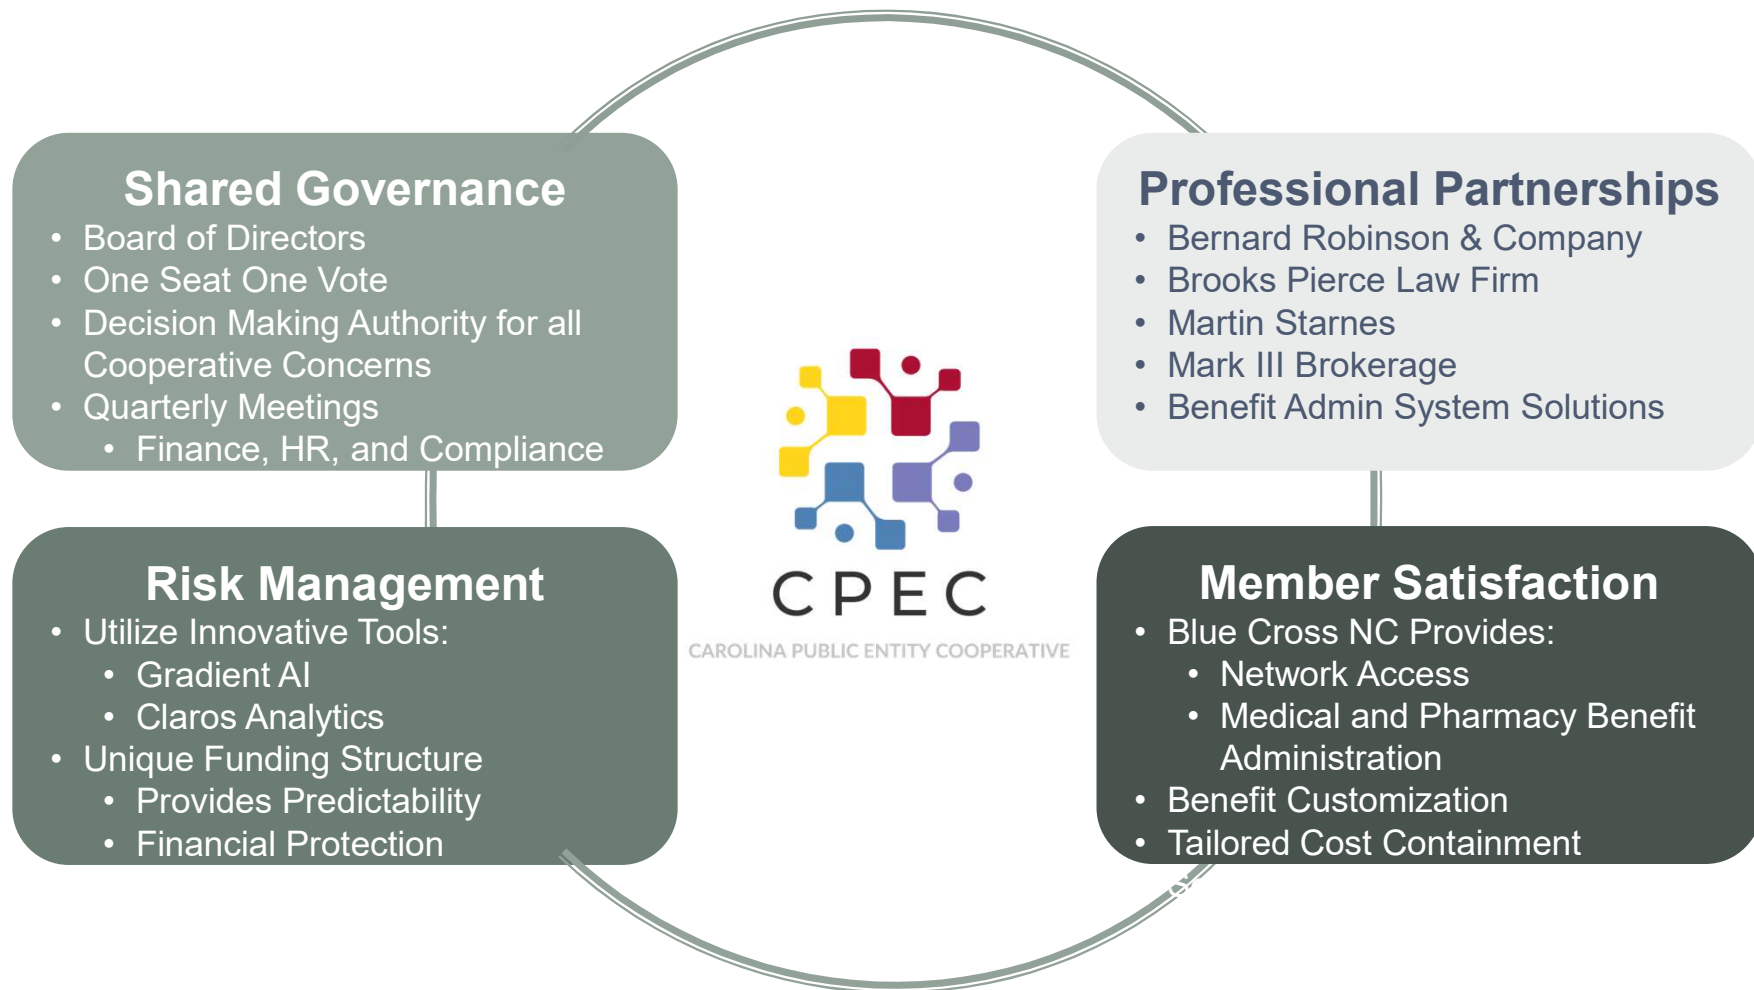 Shared Governance
• Board of Directors
• One Seat One Vote
• Decision Making Authority for all
Cooperative Concerns
• Quarterly Meetings
• Finance, HR, and Compliance
Professional Partnerships
• Bernard Robinson & Company
• Brooks Pierce Law Firm
• Martin Starnes
• Mark III Brokerage
• Benefit Admin System Solutions
CPEC
CAROLINA PUBLIC ENTITY COOPERATIVE
Risk Management
• Utilize Innovative Tools:
• Gradient AI
• Claros Analytics
• Unique Funding Structure
• Provides Predictability
• Financial Protection
Member Satisfaction
• Blue Cross NC Provides:
• Network Access
• Medical and Pharmacy Benefit
Administration
• Benefit Customization
• Tailored Cost Containment